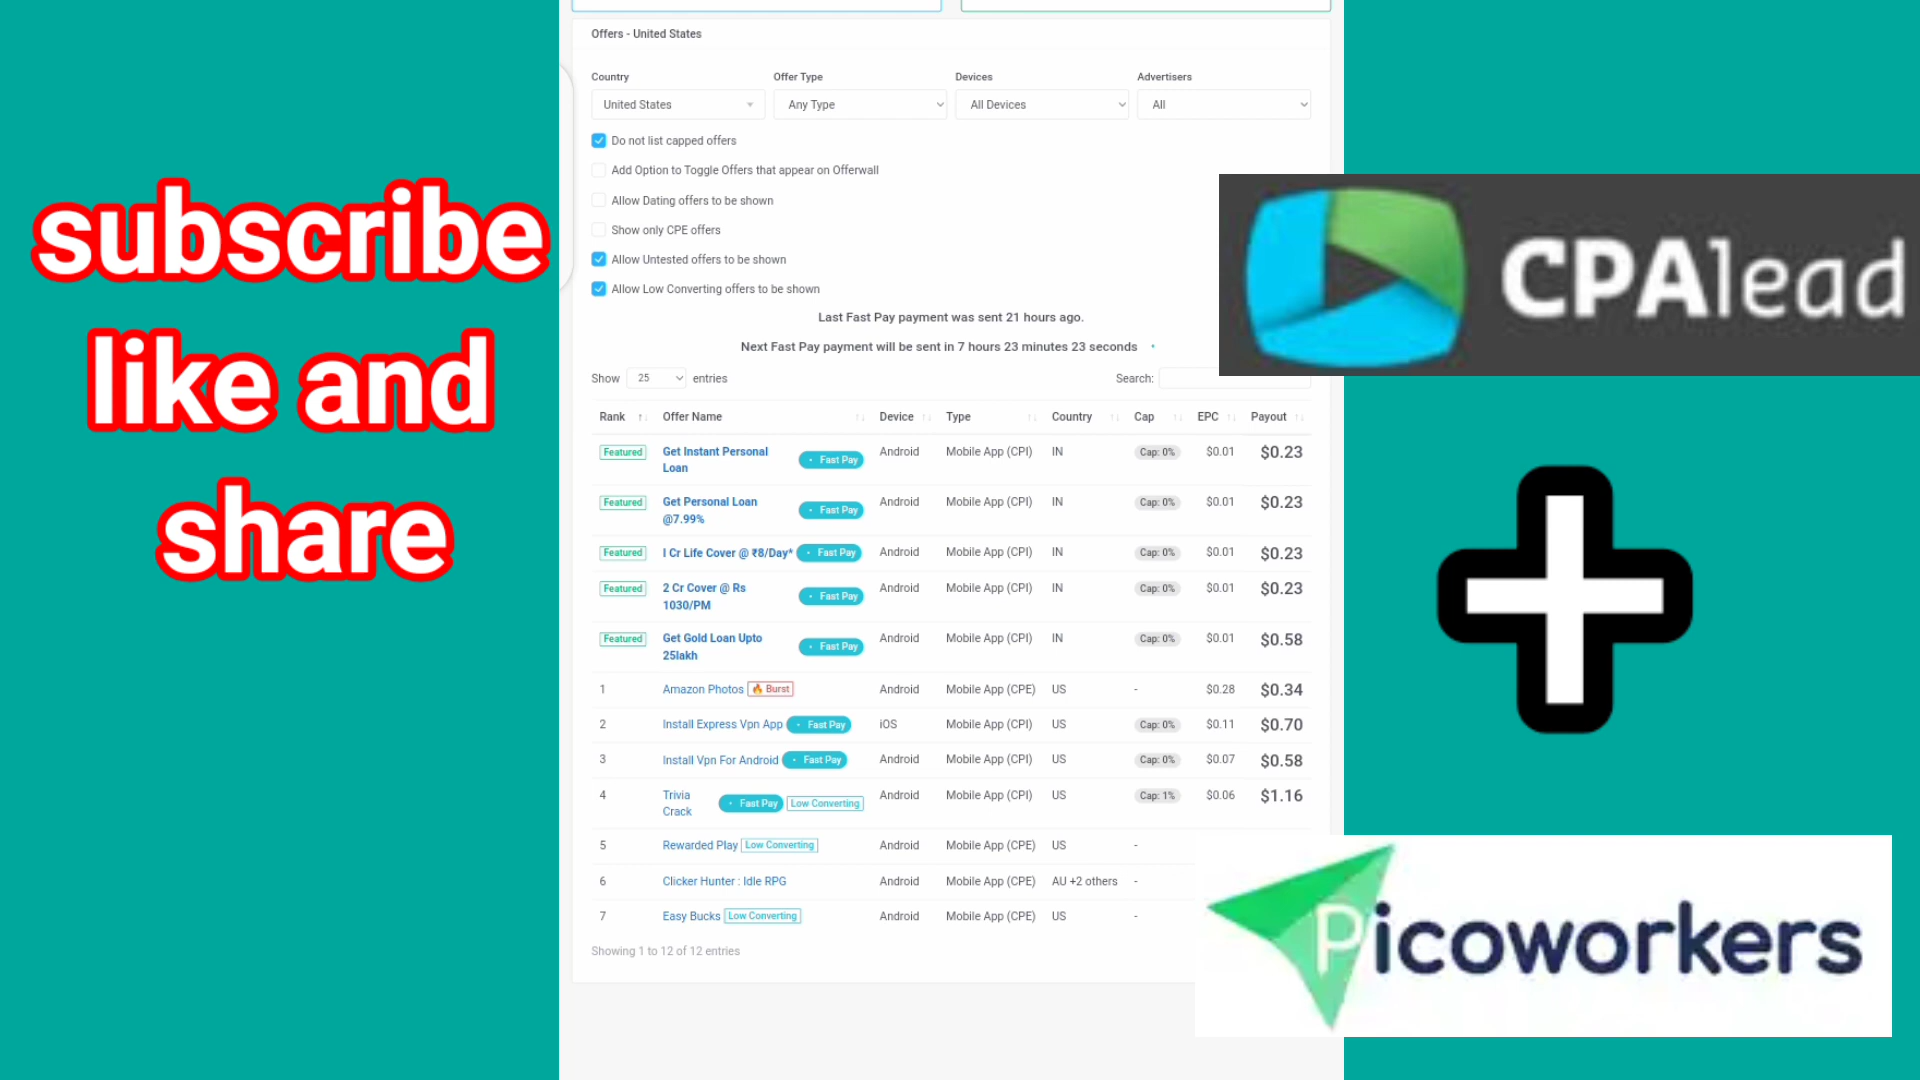 subscribe
like and
share
Offers - United States
Country Offer Type Devices Advertisers
United States Any Type All Devices All
Do not list capped offers
Add Option to Toggle Offers that appear on Offerwall
Allow Dating offers to be shown
Show only CPE offers
Allow Untested offers to be shown
Allow Low Converting offers to be shown
Last Fast Pay payment was sent 21 hours ago.
Next Fast Pay payment will be sent in 7 hours 23 minutes 23 seconds
Show 25 entries Search:
Rank Offer Name Device Type Country Cap EPC Payout
Featured Get Instant Personal Fast Pay Android Mobile App (CPI) IN Cap: 0% $0.01 $0.23
Loan
Featured Get Personal Loan Fast Pay Android Mobile App (CPI) IN Cap: 0% $0.01 $0.23
@7.99%
Featured I Cr Life Cover @ ₹8/Day* Fast Pay Android Mobile App (CPI) IN Cap: 0% $0.01 $0.23
Featured 2 Cr Cover @ Rs Fast Pay Android Mobile App (CPI) IN Cap: 0% $0.01 $0.23
1030/PM
Featured Get Gold Loan Upto Fast Pay Android Mobile App (CPI) IN Cap: 0% $0.01 $0.58
25lakh
1 Amazon Photos 🔥 Burst Android Mobile App (CPE) US - $0.28 $0.34
2 Install Express Vpn App Fast Pay iOS Mobile App (CPI) US Cap: 0% $0.11 $0.70
3 Install Vpn For Android Fast Pay Android Mobile App (CPI) US Cap: 0% $0.07 $0.58
4 Trivia Fast Pay Low Converting Android Mobile App (CPI) US Cap: 1% $0.06 $1.16
Crack
5 Rewarded Play Low Converting Android Mobile App (CPE) US -
6 Clicker Hunter : Idle RPG Android Mobile App (CPE) AU +2 others -
7 Easy Bucks Low Converting Android Mobile App (CPE) US -
Showing 1 to 12 of 12 entries
CPAlead
Picoworkers